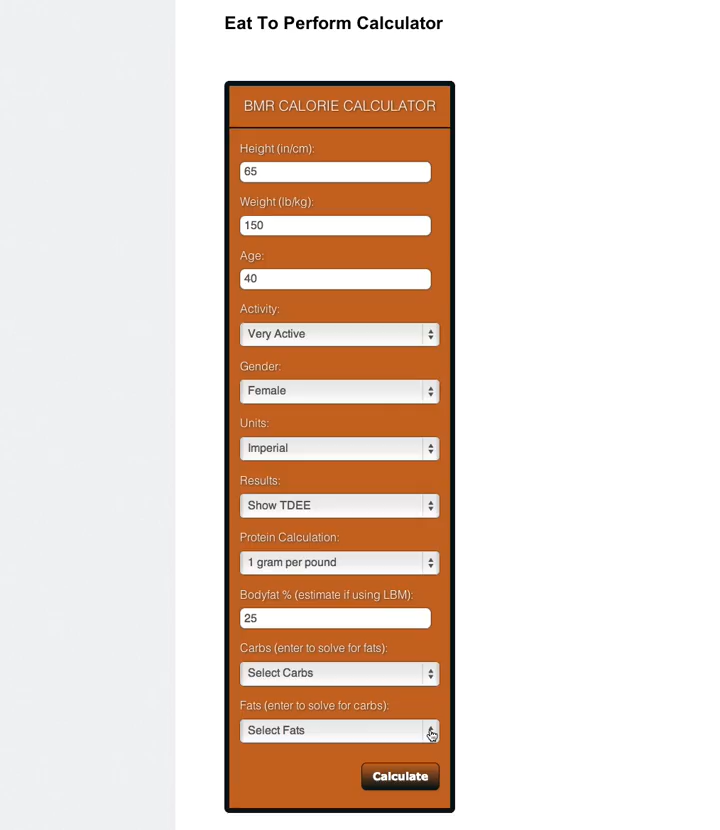 Eat To Perform Calculator
BMR CALORIE CALCULATOR
Height (in/cm):
65
Weight (lb/kg):
150
Age:
40
Activity:
Very Active
Gender:
Female
Units:
Imperial
Results:
Show TDEE
Protein Calculation:
1 gram per pound
Bodyfat % (estimate if using LBM):
25
Carbs (enter to solve for fats):
Select Carbs
Fats (enter to solve for carbs):
Select Fats
Calculate